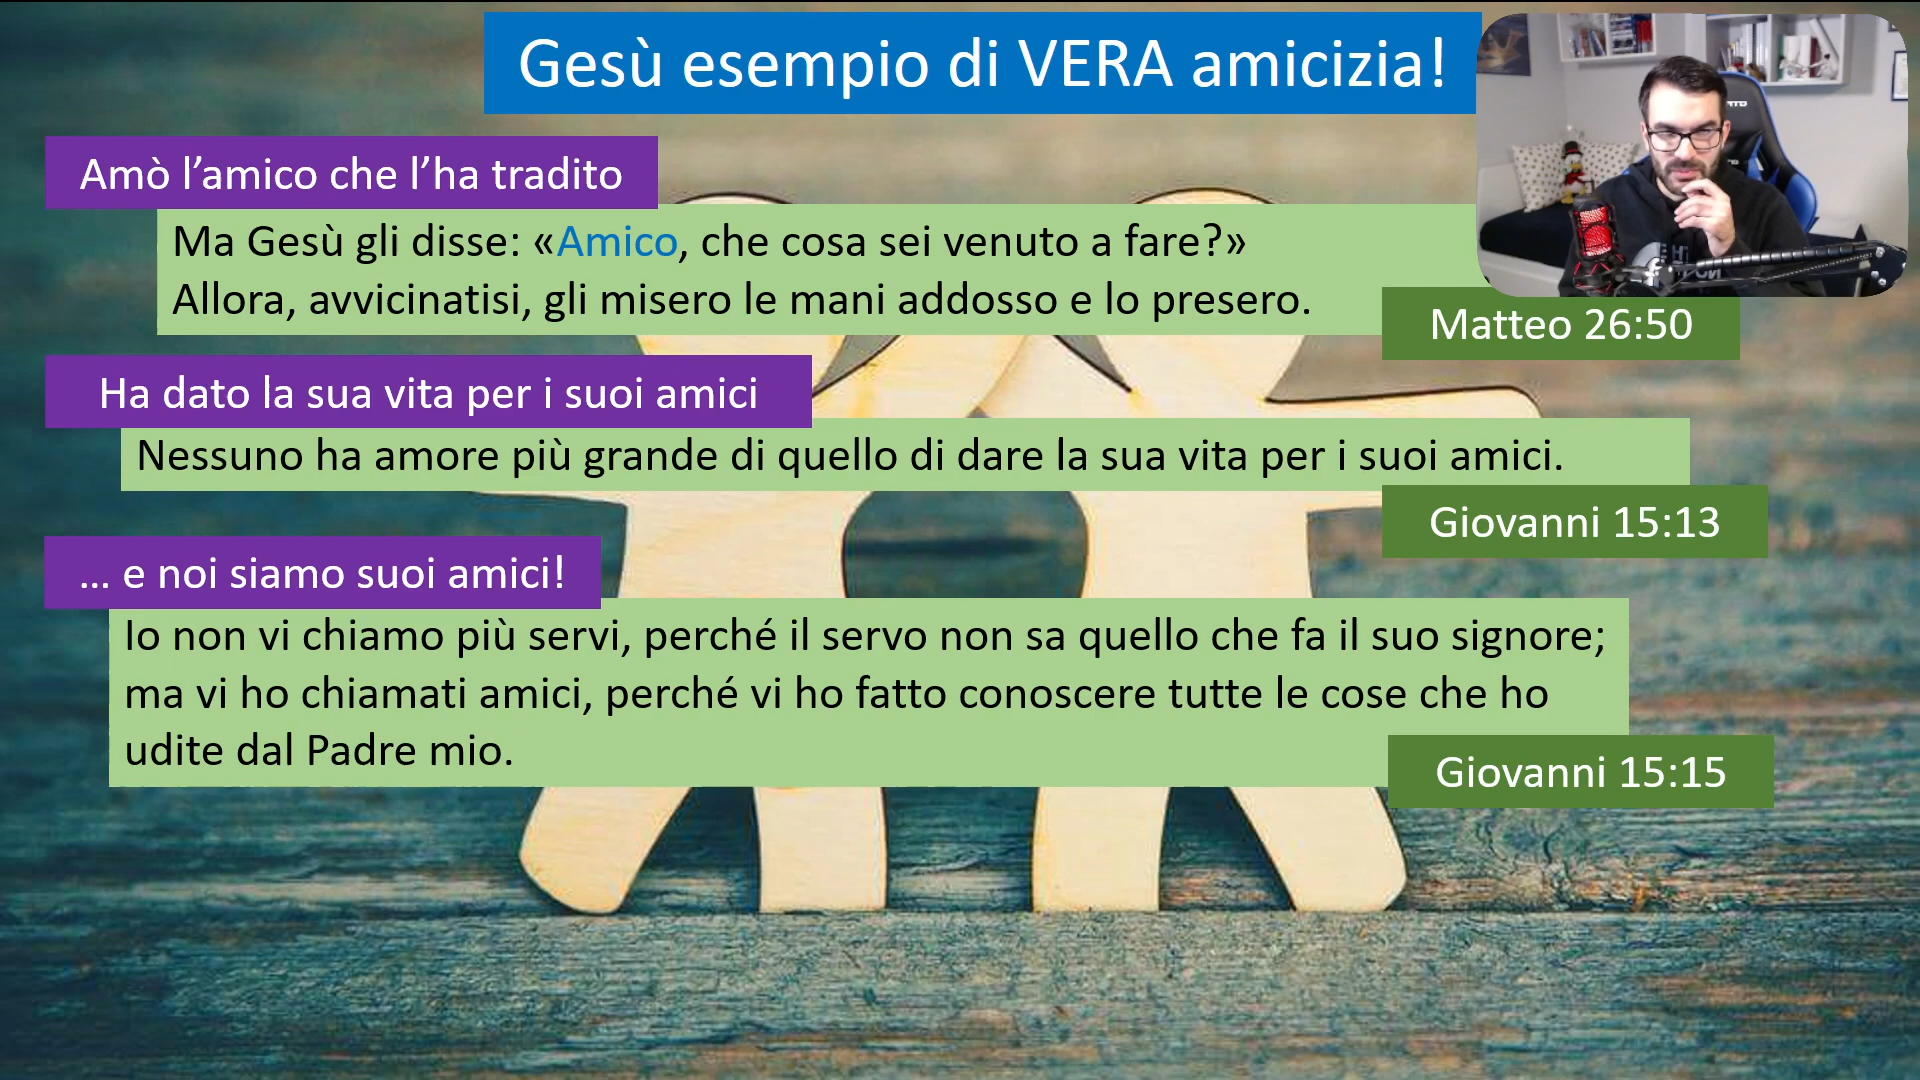 Gesù esempio di VERA amicizia!
Amò l’amico che l’ha tradito
Ma Gesù gli disse: «Amico, che cosa sei venuto a fare?»
Allora, avvicinatisi, gli misero le mani addosso e lo presero.
Matteo 26:50
Ha dato la sua vita per i suoi amici
Nessuno ha amore più grande di quello di dare la sua vita per i suoi amici.
Giovanni 15:13
… e noi siamo suoi amici!
Io non vi chiamo più servi, perché il servo non sa quello che fa il suo signore;
ma vi ho chiamati amici, perché vi ho fatto conoscere tutte le cose che ho
udite dal Padre mio.
Giovanni 15:15